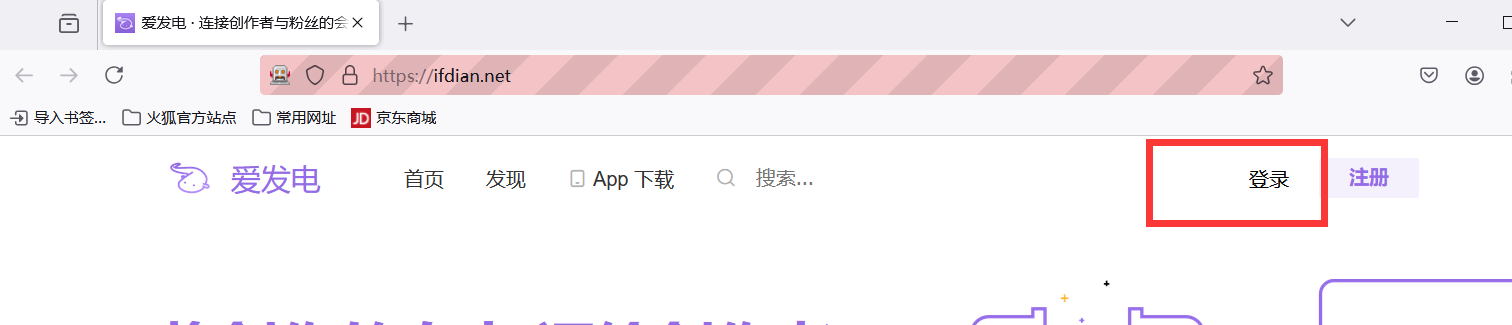 爱发电 · 连接创作者与粉丝的会
https://ifdian.net
导入书签... 火狐官方站点 常用网址 JD 京东商城
爱发电 首页 发现 App 下载 搜索... 登录 注册